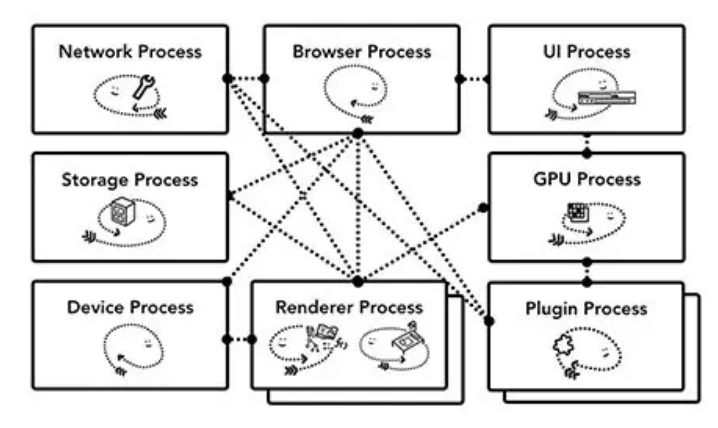 Network Process
Browser Process
UI Process
Storage Process
GPU Process
Device Process
Renderer Process
Plugin Process